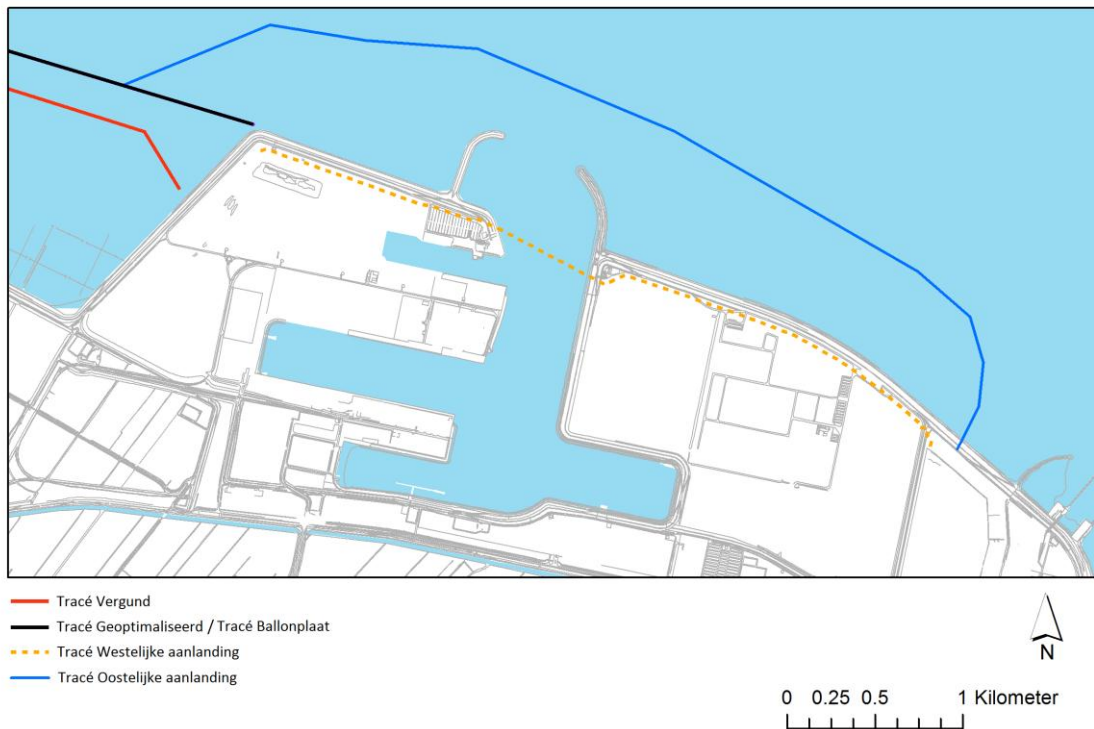 Tracé Vergund
Tracé Geoptimaliseerd / Tracé Ballonplaat
Tracé Westelijke aanlanding
Tracé Oostelijke aanlanding
N
0 0.25 0.5 1 Kilometer